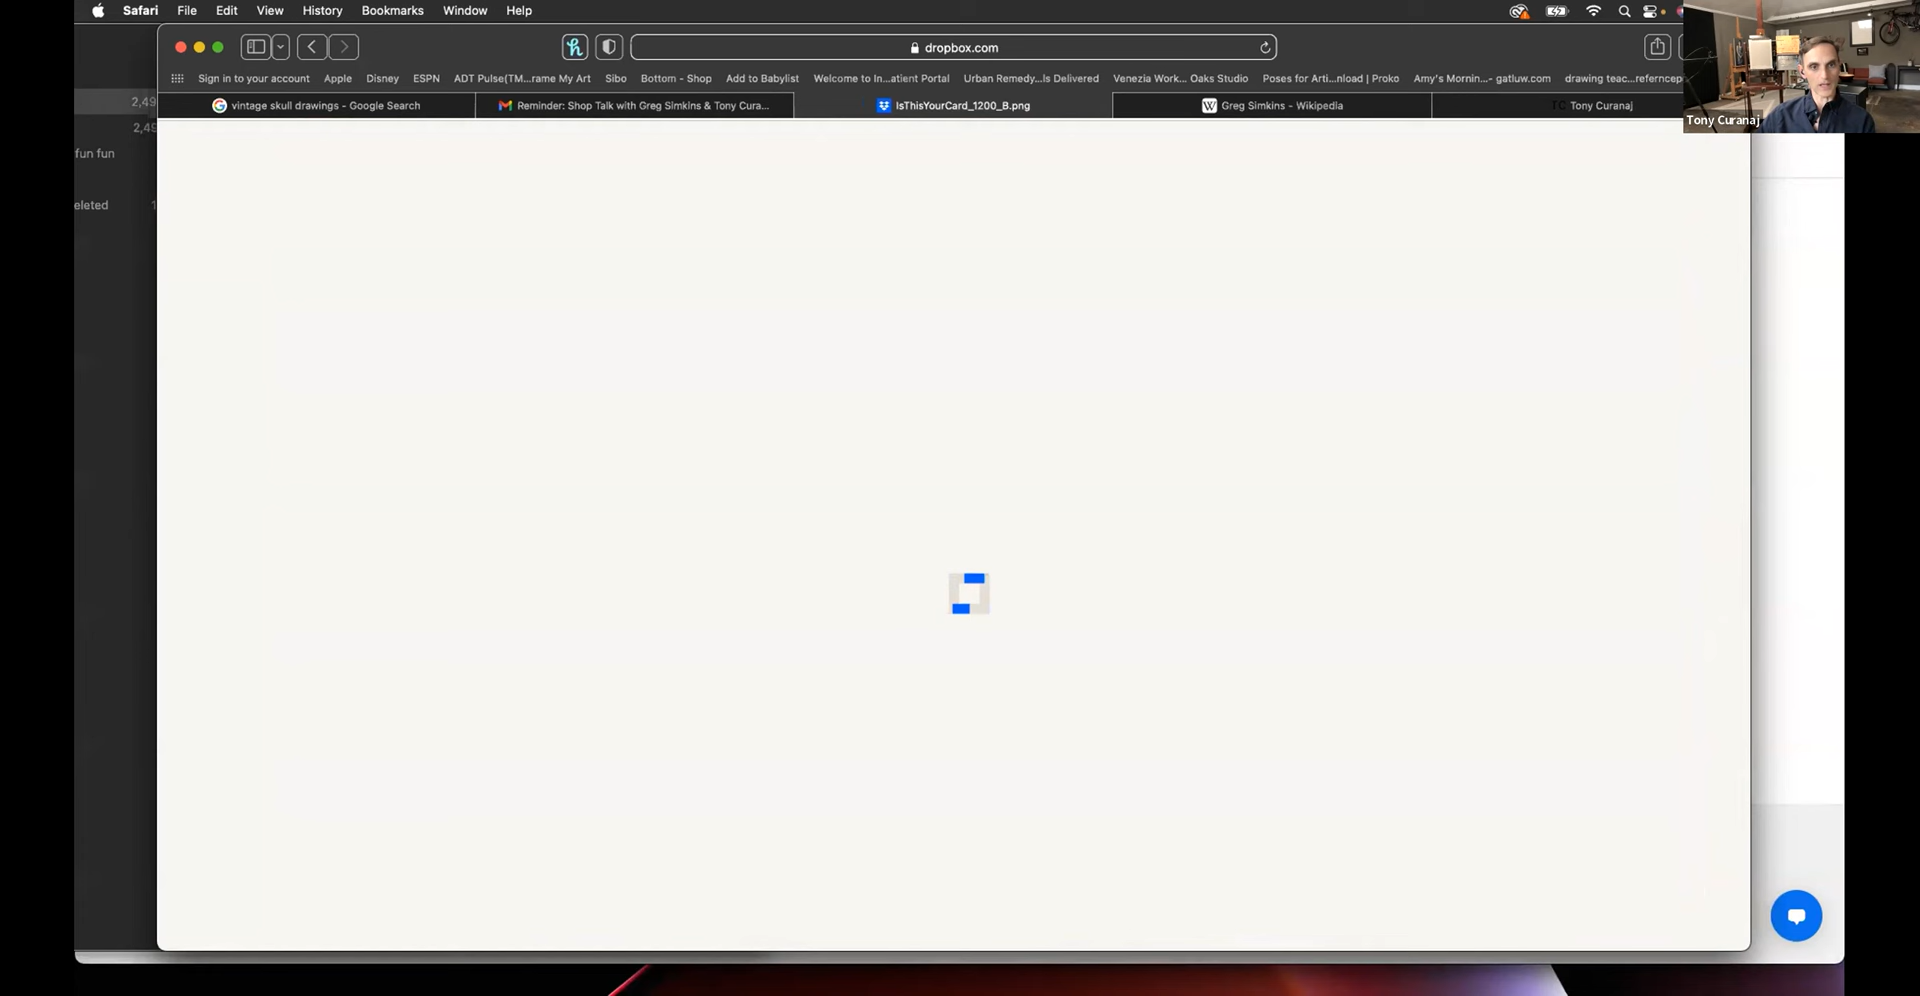 Safari File Edit View History Bookmarks Window Help
dropbox.com
Sign in to your account Apple Disney ESPN ADT Pulse(TM...rame My Art Sibo Bottom - Shop Add to Babylist Welcome to In...atient Portal Urban Remedy...ls Delivered Venezia Work... Oaks Studio Poses for Arti...nload | Proko Amy's Mornin...- gatluw.com drawing teac...refernce
vintage skull drawings - Google Search Reminder: Shop Talk with Greg Simkins & Tony Cura... IsThisYourCard_1200_B.png W Greg Simkins - Wikipedia TC Tony Curanaj
Tony Curanaj
2,49
2,49
fun fun
eleted 1